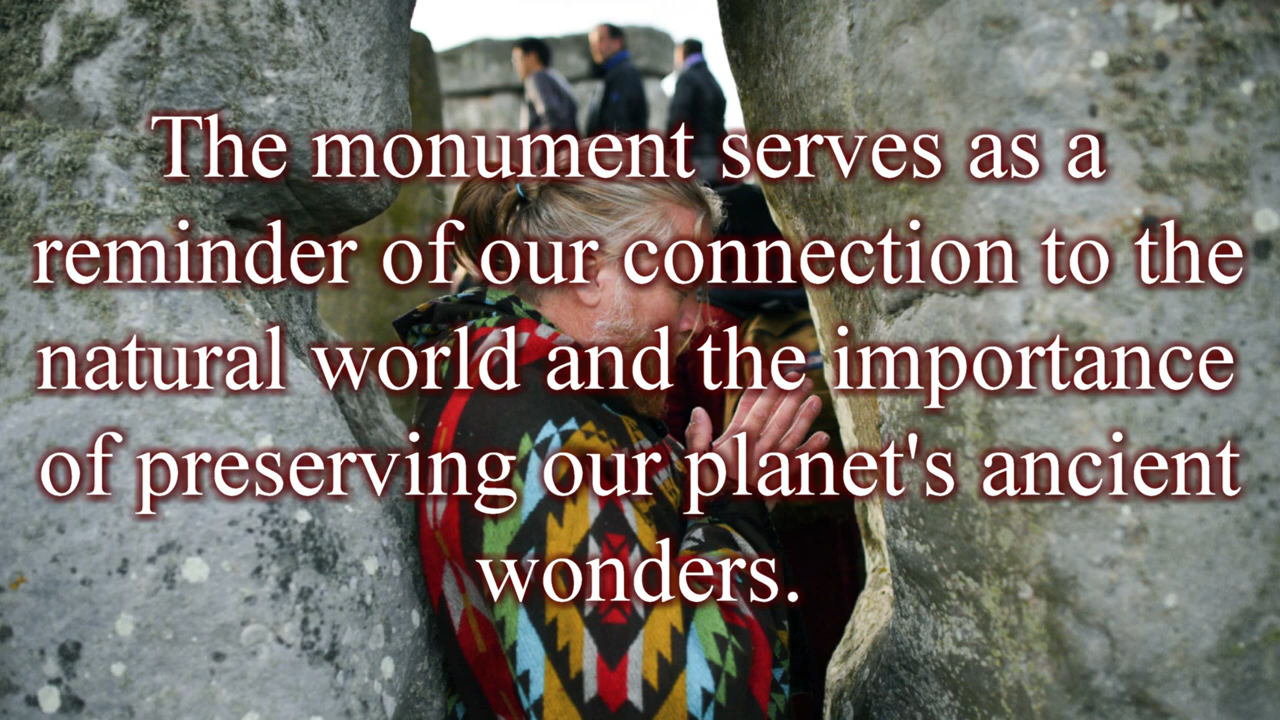 The monument serves as a
reminder of our connection to the
natural world and the importance
of preserving our planet's ancient
wonders.